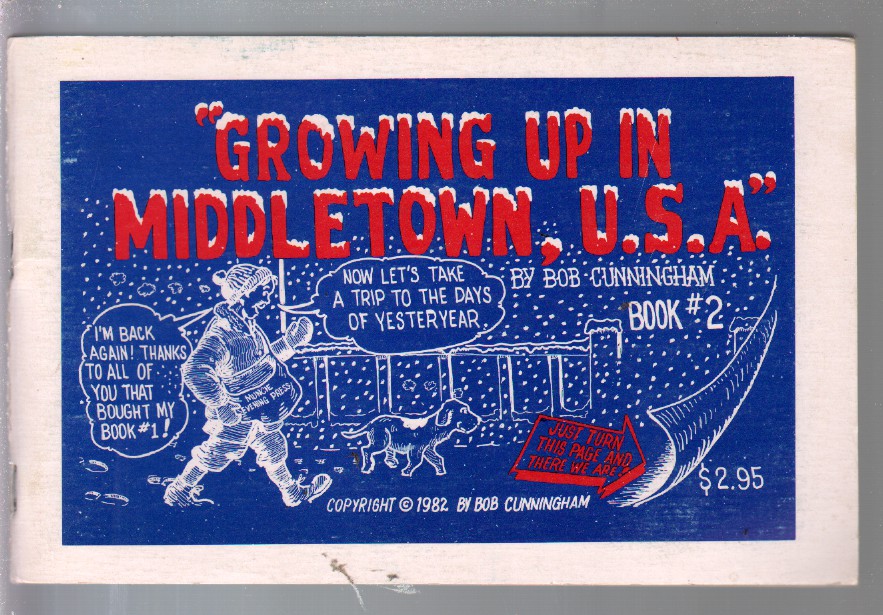 "GROWING UP IN
MIDDLETOWN, U.S.A."
BY BOB CUNNINGHAM
BOOK #2
NOW LET'S TAKE
A TRIP TO THE DAYS
OF YESTERYEAR.
I'M BACK
AGAIN! THANKS
TO ALL OF
YOU THAT
BOUGHT MY
BOOK #1!
MUNCIE
EVENING PRESS
JUST TURN
THIS PAGE AND
THERE WE ARE
$2.95
COPYRIGHT © 1982 BY BOB CUNNINGHAM